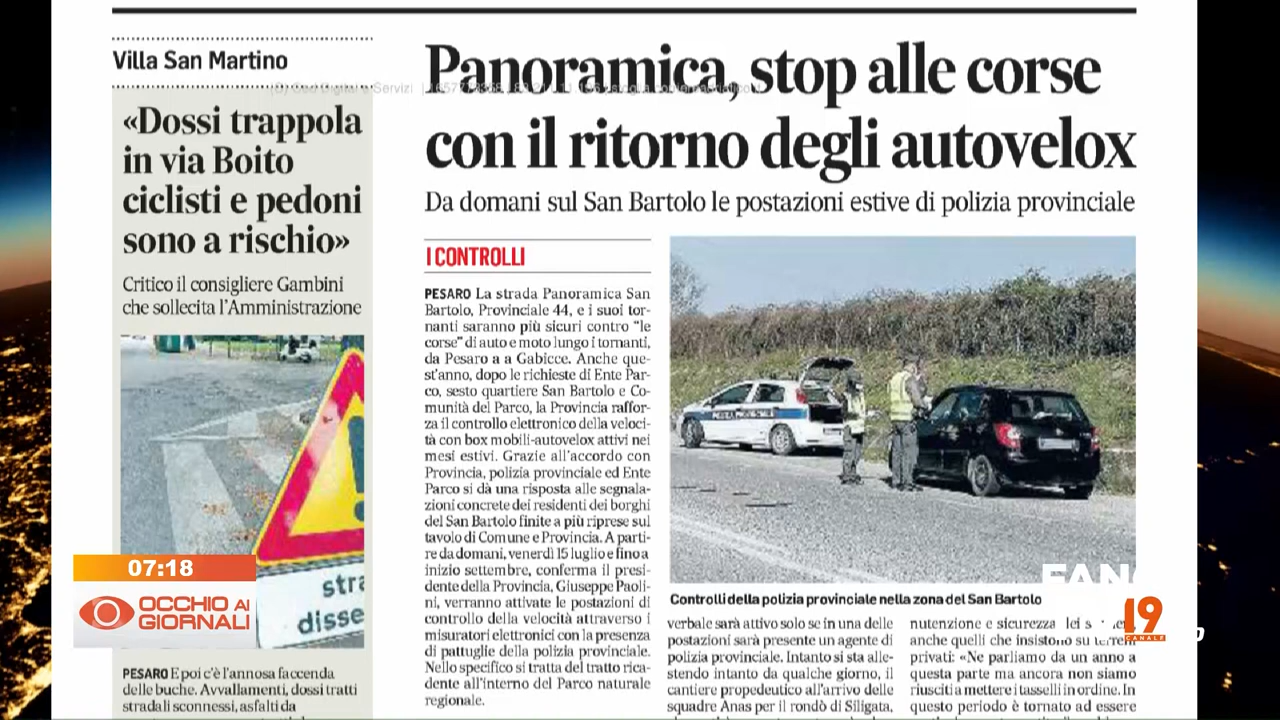 Villa San Martino
«Dossi trappola
in via Boito
ciclisti e pedoni
sono a rischio»
Critico il consigliere Gambini
che sollecita l'Amministrazione
stra
disse
PESARO E poi c'è l'annosa faccenda
delle buche. Avvallamenti, dossi tratti
stradali sconnessi, asfalti da
Panoramica, stop alle corse
con il ritorno degli autovelox
Da domani sul San Bartolo le postazioni estive di polizia provinciale
I CONTROLLI
PESARO La strada Panoramica San
Bartolo, Provinciale 44, e i suoi tor-
nanti saranno più sicuri contro "le
corse" di auto e moto lungo i tornanti,
da Pesaro a a Gabicce. Anche que-
st'anno, dopo le richieste di Ente Par-
co, sesto quartiere San Bartolo e Co-
munità del Parco, la Provincia raffor-
za il controllo elettronico della veloci-
tà con box mobili-autovelox attivi nei
mesi estivi. Grazie all'accordo con
Provincia, polizia provinciale ed Ente
Parco si dà una risposta alle segnala-
zioni concrete dei residenti dei borghi
del San Bartolo finite a più riprese sul
tavolo di Comune e Provincia. A parti-
re da domani, venerdì 15 luglio e fino a
inizio settembre, conferma il presi-
dente della Provincia, Giuseppe Paoli-
ni, verranno attivate le postazioni di
controllo della velocità attraverso i
misuratori elettronici con la presenza
di pattuglie della polizia provinciale.
Nello specifico si tratta del tratto rica-
dente all'interno del Parco naturale
regionale.
POLIZIA PROVINCIALE
Controlli della polizia provinciale nella zona del San Bartolo
verbale sarà attivo solo se in una delle
postazioni sarà presente un agente di
polizia provinciale. Intanto si sta alle-
stendo intanto da qualche giorno, il
cantiere propedeutico all'arrivo delle
squadre Anas per il rondò di Siligata,
nutenzione e sicurezza
anche quelli che insistono su terreni
privati: «Ne parliamo da un anno a
questa parte ma ancora non siamo
riusciti a mettere i tasselli in ordine. In
questo periodo è tornato ad essere
07:18
OCCHIO AI
GIORNALI
FANO
19
CANALE